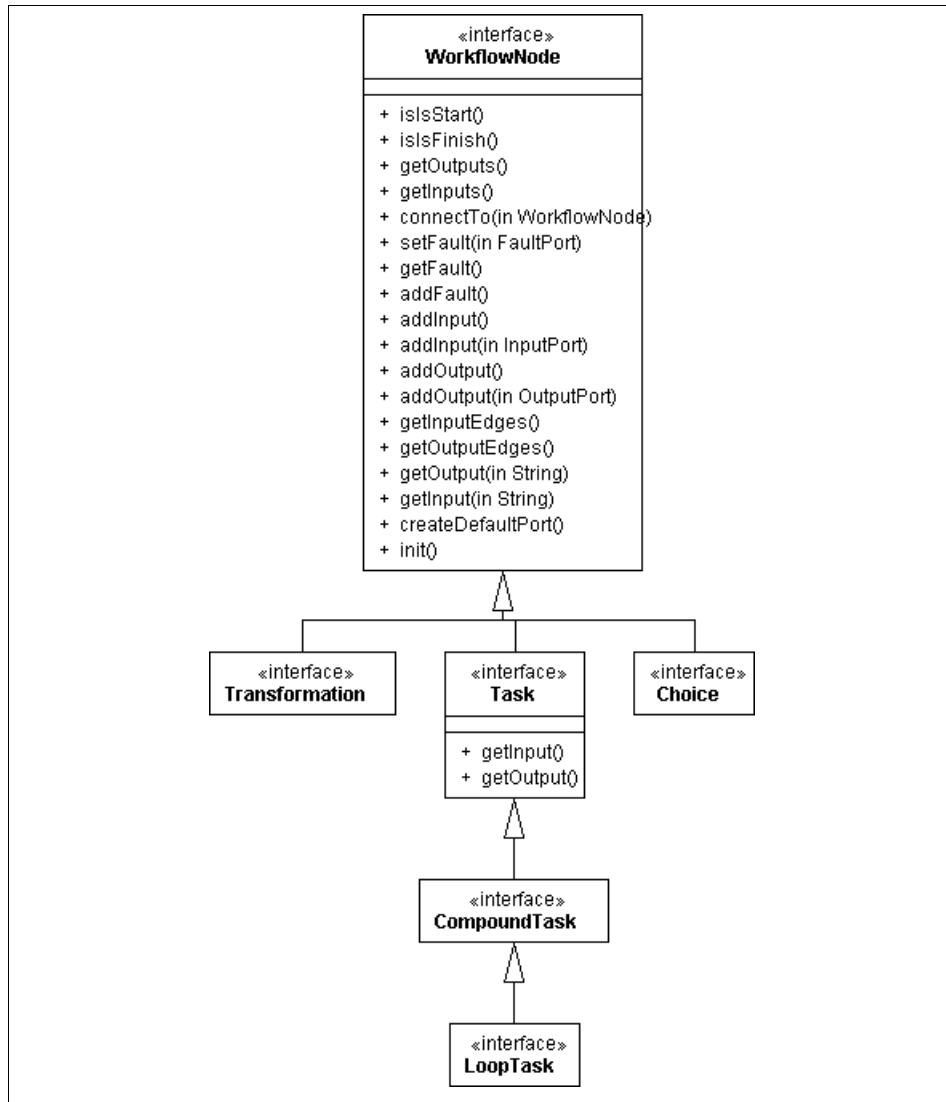 «interface»
WorkflowNode
+ isIsStart()
+ isIsFinish()
+ getOutputs()
+ getInputs()
+ connectTo(in WorkflowNode)
+ setFault(in FaultPort)
+ getFault()
+ addFault()
+ addInput()
+ addInput(in InputPort)
+ addOutput()
+ addOutput(in OutputPort)
+ getInputEdges()
+ getOutputEdges()
+ getOutput(in String)
+ getInput(in String)
+ createDefaultPort()
+ init()
«interface»
Transformation
«interface»
Task
+ getInput()
+ getOutput()
«interface»
Choice
«interface»
CompoundTask
«interface»
LoopTask